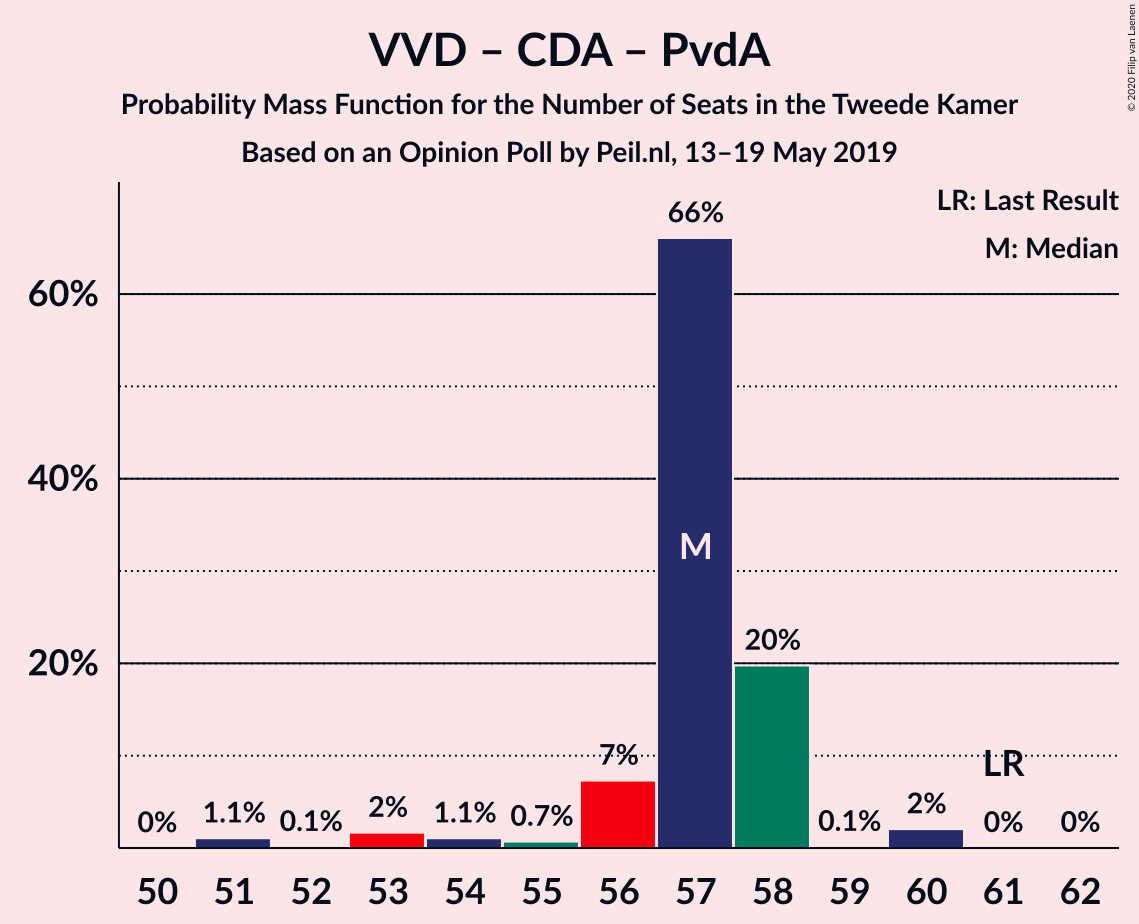 VVD – CDA – PvdA
Probability Mass Function for the Number of Seats in the Tweede Kamer
Based on an Opinion Poll by Peil.nl, 13–19 May 2019
© 2020 Filip van Laenen
LR: Last Result
M: Median
60%
40%
20%
0%
1.1%
0.1%
2%
1.1%
0.7%
7%
66%
M
20%
0.1%
2%
LR
0%
0%
50 51 52 53 54 55 56 57 58 59 60 61 62